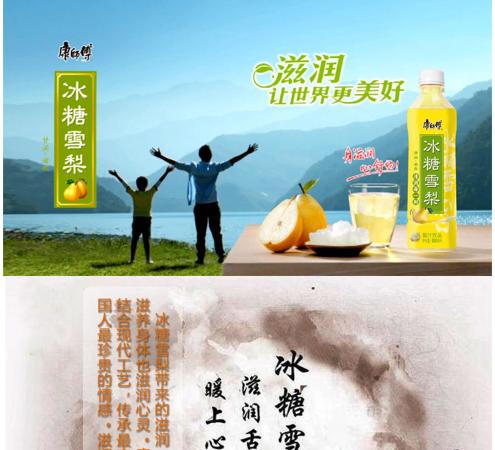 康师傅
冰糖雪梨
滋润
让世界更美好
身滋润
心滋润!
康师傅
冰糖雪梨
冰糖雪
滋润舌
暖上心
冰糖雪梨带来的滋润
滋养身体也滋润心灵。
结合现代工艺，传承最
国人最珍贵的情感。滋